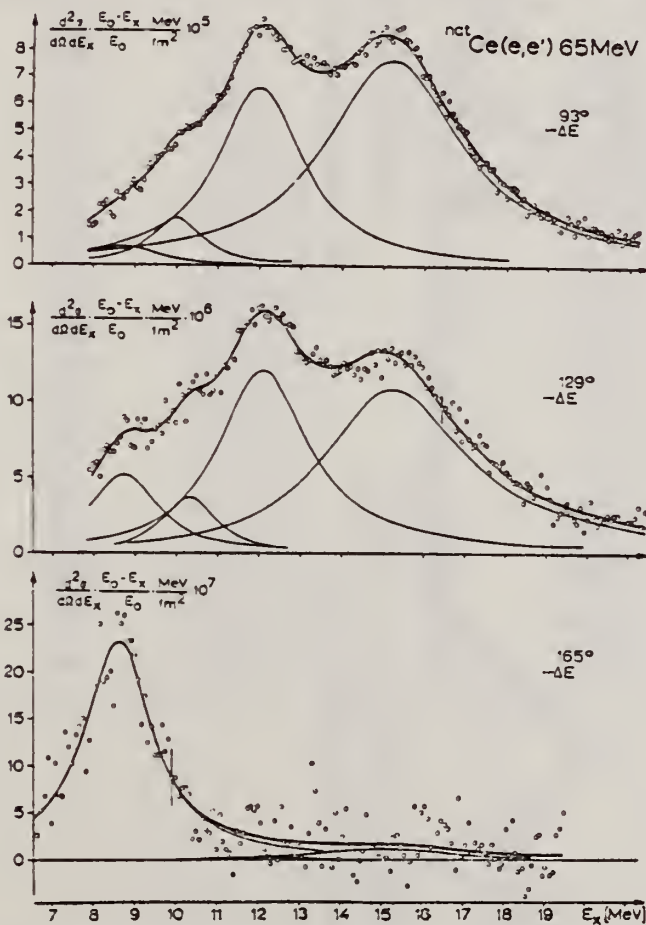 d²σ/dΩdEₓ · E₀-Eₓ/E₀ · MeV/fm² 10⁵
ⁿᵃᵗCe(e,e') 65MeV
93°
-ΔE
8
7
6
5
4
3
2
1
0
d²σ/dΩdEₓ · E₀-Eₓ/E₀ · MeV/fm² · 10⁶
129°
-ΔE
15
10
5
0
d²σ/dΩdEₓ · E₀-Eₓ/E₀ · MeV/fm² 10⁷
165°
-ΔE
25
20
15
10
5
0
7 8 9 10 11 12 13 14 15 16 17 18 19 Eₓ[MeV]